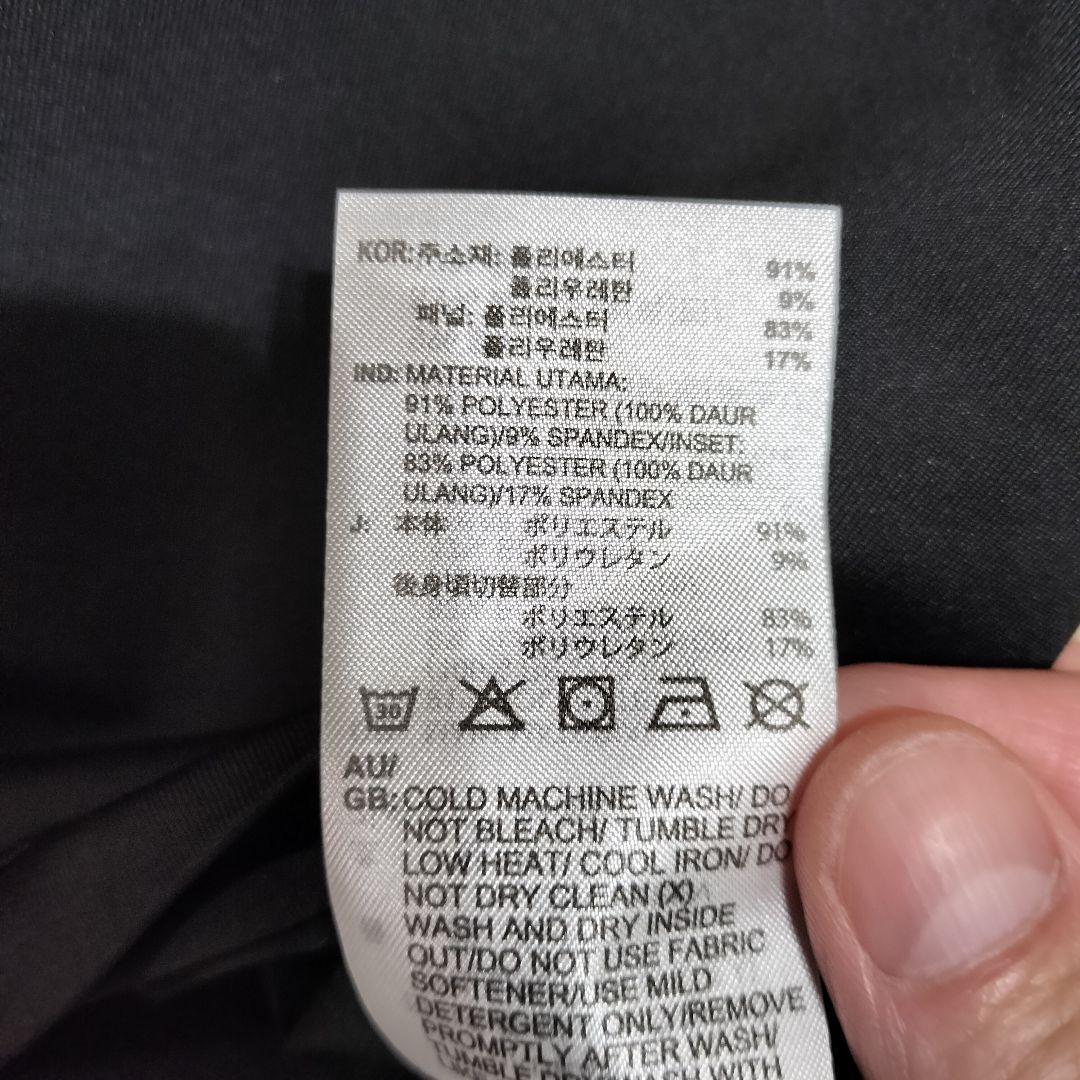 KOR: 주소재: 폴리에스터 91%
폴리우레탄 9%
패널: 폴리에스터 83%
폴리우레탄 17%
IND: MATERIAL UTAMA:
91% POLYESTER (100% DAUR
ULANG)/9% SPANDEX/INSET:
83% POLYESTER (100% DAUR
ULANG)/17% SPANDEX
J: 本体 ポリエステル 91%
ポリウレタン 9%
後身頃切替部分
ポリエステル 83%
ポリウレタン 17%
30
AU/
GB: COLD MACHINE WASH/ DO
NOT BLEACH/ TUMBLE DRY
LOW HEAT/ COOL IRON/ DO
NOT DRY CLEAN (X)
WASH AND DRY INSIDE
OUT/DO NOT USE FABRIC
SOFTENER/USE MILD
DETERGENT ONLY/REMOVE
PROMPTLY AFTER WASH/
TUMBLE DRY/WASH WITH